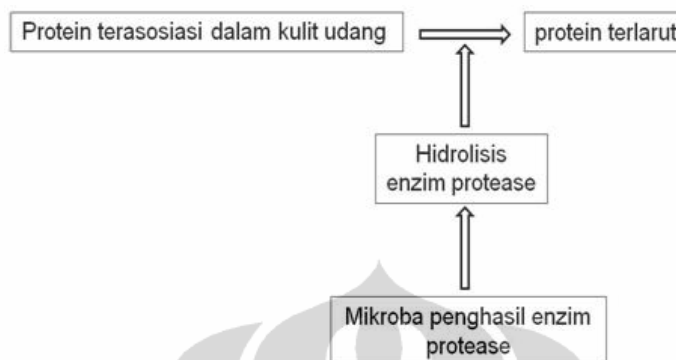 Protein terasosiasi dalam kulit udang
protein terlarut
Hidrolisis
enzim protease
Mikroba penghasil enzim
protease